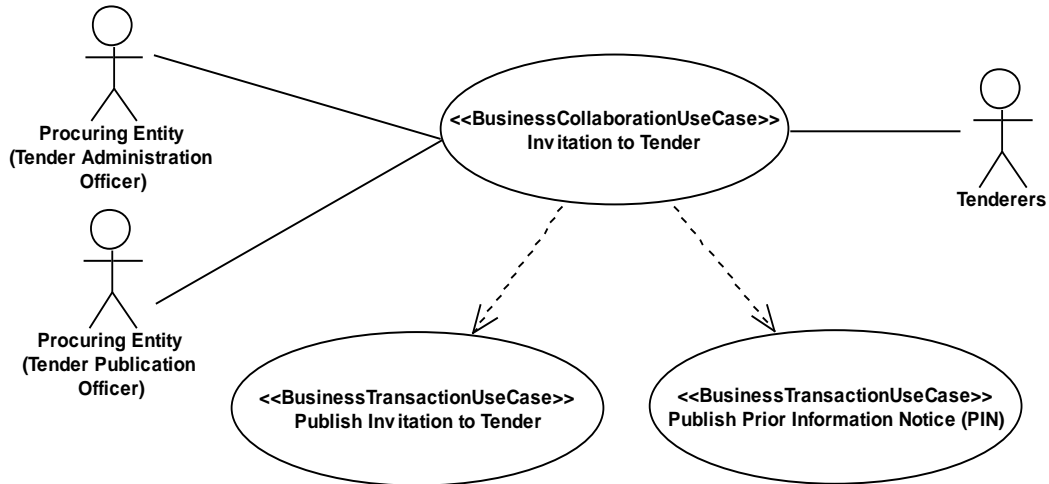 Procuring Entity
(Tender Administration
Officer)
<<BusinessCollaborationUseCase>>
Invitation to Tender
Tenderers
Procuring Entity
(Tender Publication
Officer)
<<BusinessTransactionUseCase>>
Publish Invitation to Tender
<<BusinessTransactionUseCase>>
Publish Prior Information Notice (PIN)